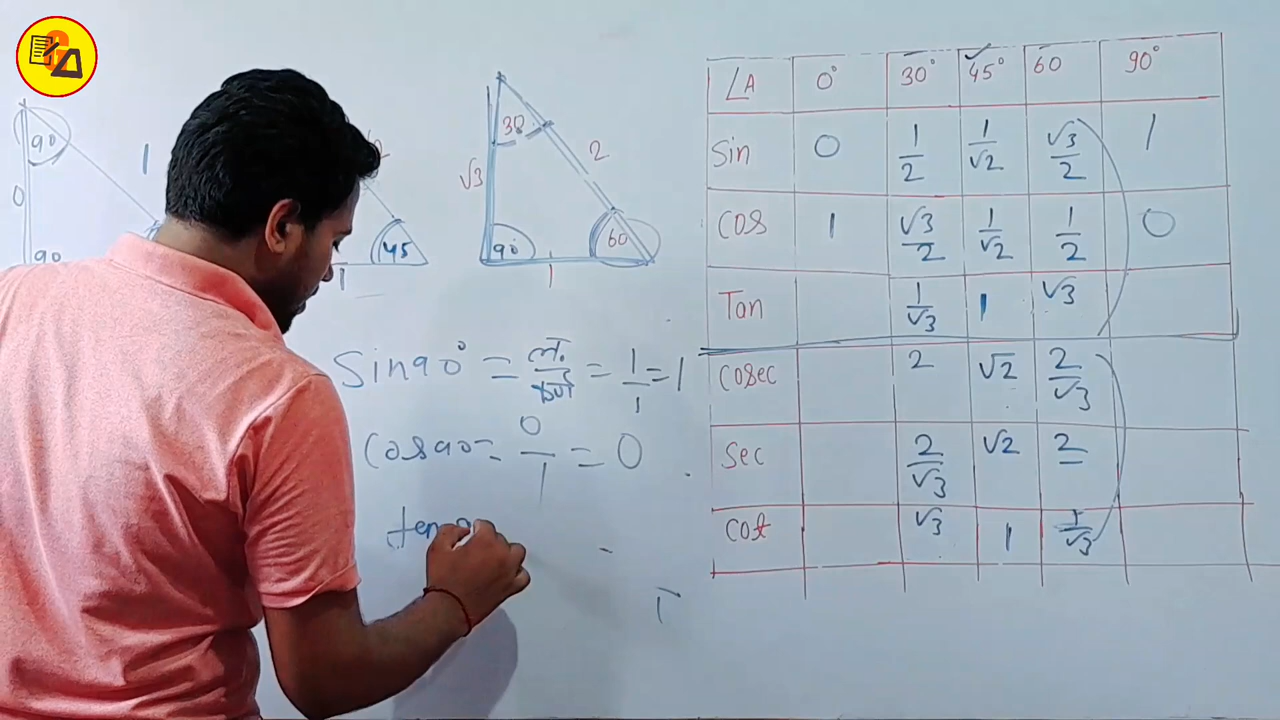 90
0
1
90
45
1
30
√3
2
90°
60
1
Sin90° = लं./कर्ण = 1/1 = 1
Cos90 = 0/1 = 0
∠A 0° 30° 45° 60 90°
Sin 0 1/2 1/√2 √3/2 1
Cos 1 √3/2 1/√2 1/2 0
Tan 1/√3 1 √3
Cosec 2 √2 2/√3
Sec 2/√3 √2 2
Cot √3 1 1/√3